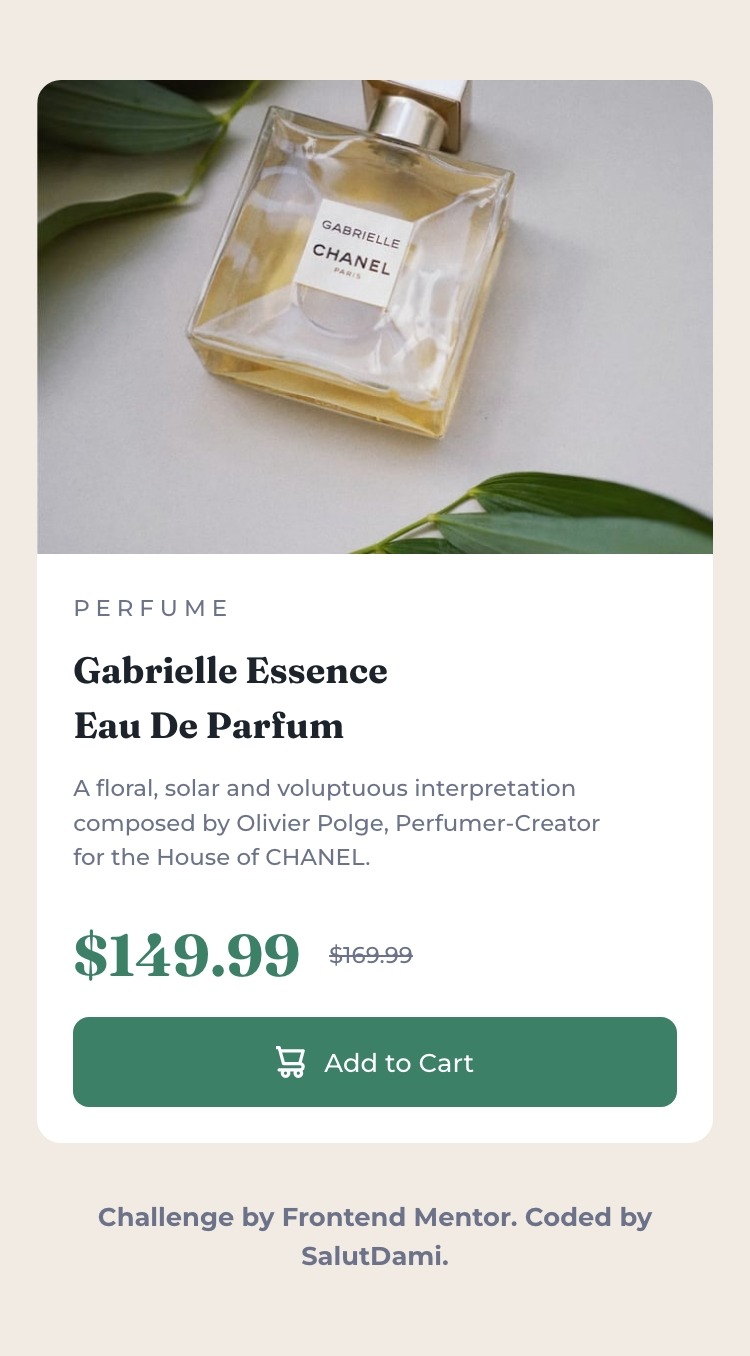 GABRIELLE
CHANEL
PARIS
PERFUME
Gabrielle Essence
Eau De Parfum
A floral, solar and voluptuous interpretation
composed by Olivier Polge, Perfumer-Creator
for the House of CHANEL.
$149.99 $169.99
Add to Cart
Challenge by Frontend Mentor. Coded by
SalutDami.